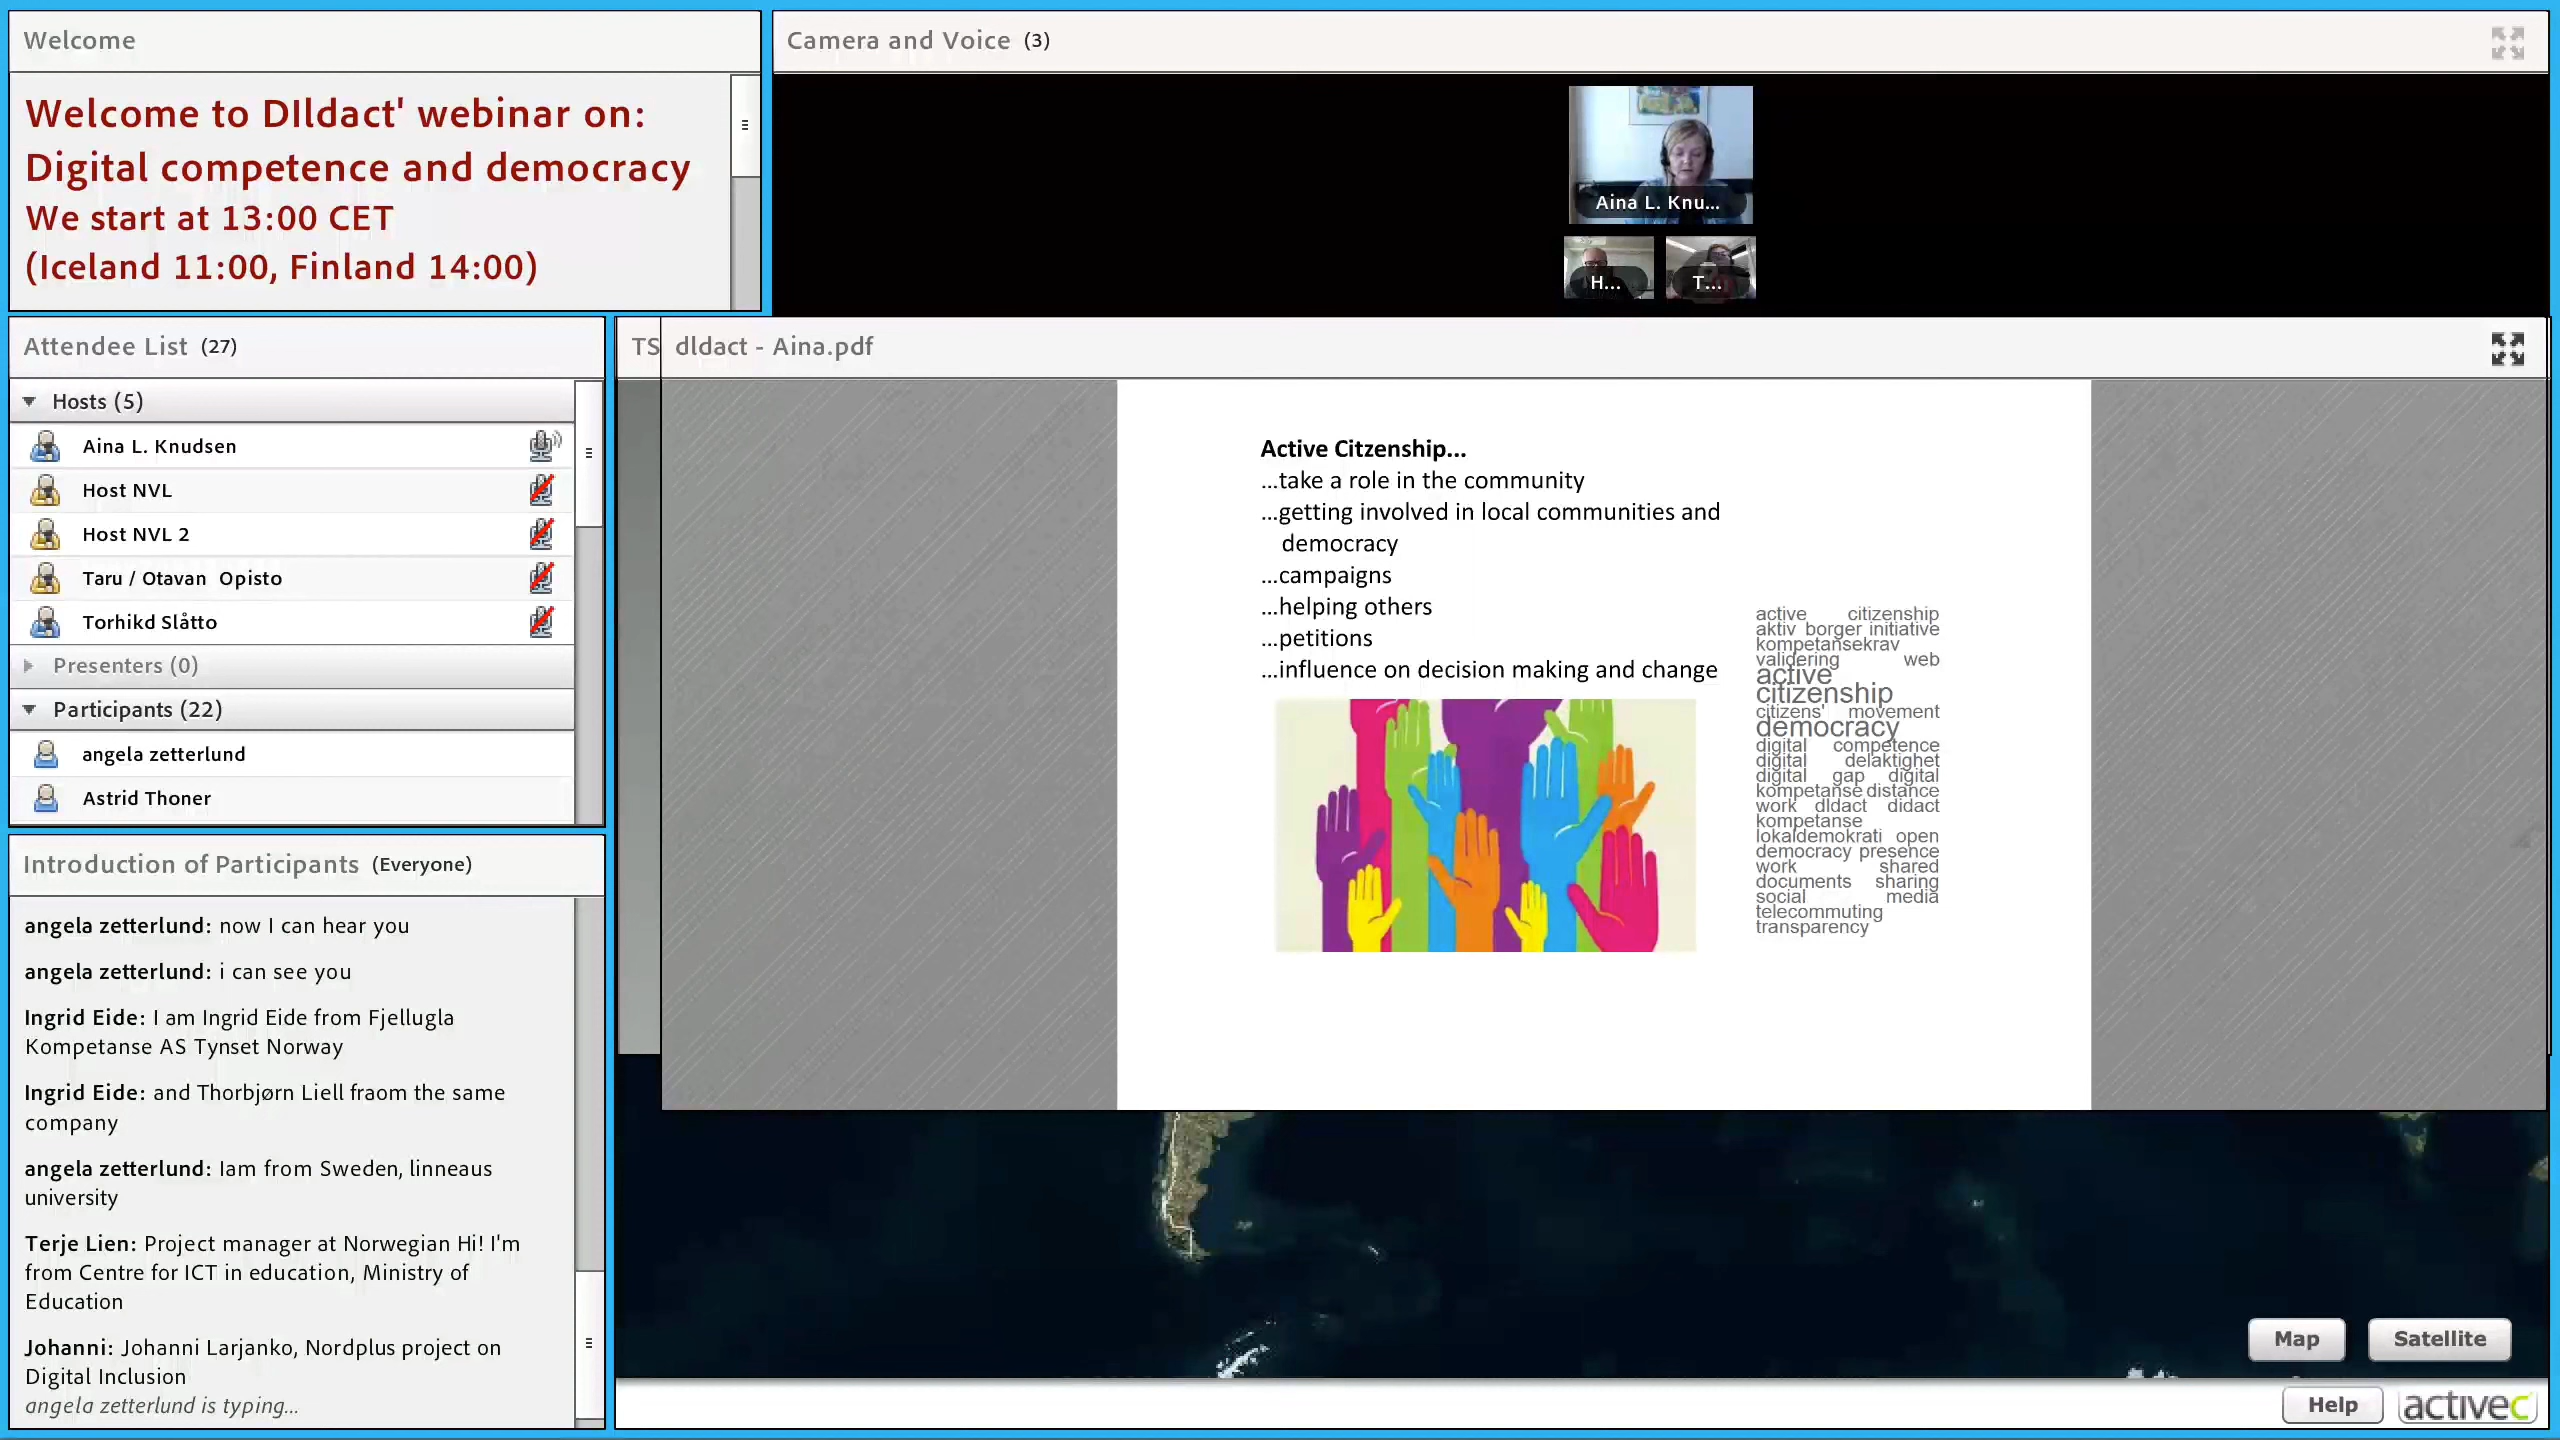 Welcome
Welcome to DIldact' webinar on:
Digital competence and democracy
We start at 13:00 CET
(Iceland 11:00, Finland 14:00)
Camera and Voice (3)
Aina L. Knu...
H...
T...
Attendee List (27)
Hosts (5)
Aina L. Knudsen
Host NVL
Host NVL 2
Taru / Otavan Opisto
Torhikd Slåtto
Presenters (0)
Participants (22)
angela zetterlund
Astrid Thoner
Introduction of Participants (Everyone)
angela zetterlund: now I can hear you
angela zetterlund: i can see you
Ingrid Eide: I am Ingrid Eide from Fjellugla
Kompetanse AS Tynset Norway
Ingrid Eide: and Thorbjørn Liell fraom the same
company
angela zetterlund: Iam from Sweden, linneaus
university
Terje Lien: Project manager at Norwegian Hi! I'm
from Centre for ICT in education, Ministry of
Education
Johanni: Johanni Larjanko, Nordplus project on
Digital Inclusion
angela zetterlund is typing...
TS
dldact - Aina.pdf
Active Citzenship...
...take a role in the community
...getting involved in local communities and
democracy
...campaigns
...helping others
...petitions
...influence on decision making and change
active citizenship
aktiv borger initiative
kompetansekrav
validering web
active
citizenship
citizens' movement
democracy
digital competence
digital delaktighet
digital gap digital
kompetanse distance
work dldact didact
kompetanse
lokaldemokrati open
democracy presence
work shared
documents sharing
social media
telecommuting
transparency
Map
Satellite
Help
activec